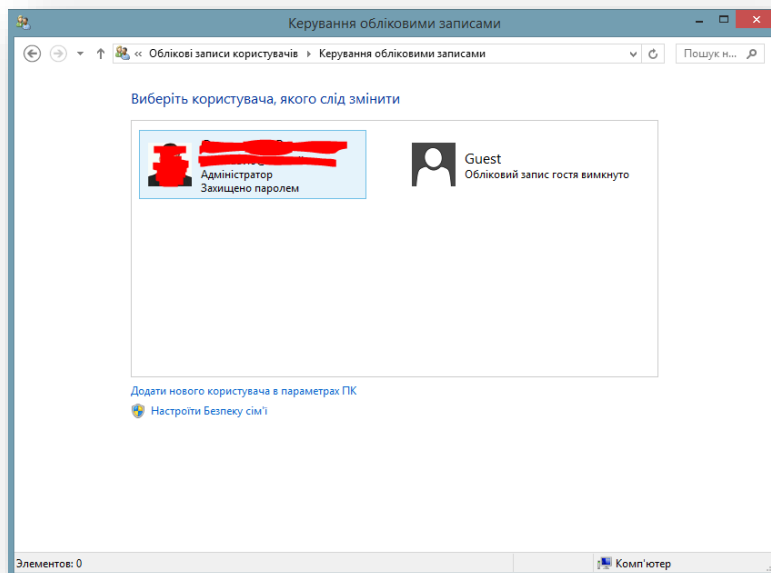 Керування обліковими записами
« Облікові записи користувачів Керування обліковими записами
Пошук н...
Виберіть користувача, якого слід змінити
Адміністратор
Захищено паролем
Guest
Обліковий запис гостя вимкнуто
Додати нового користувача в параметрах ПК
Настроїти Безпеку сім'ї
Элементов: 0
Комп'ютер